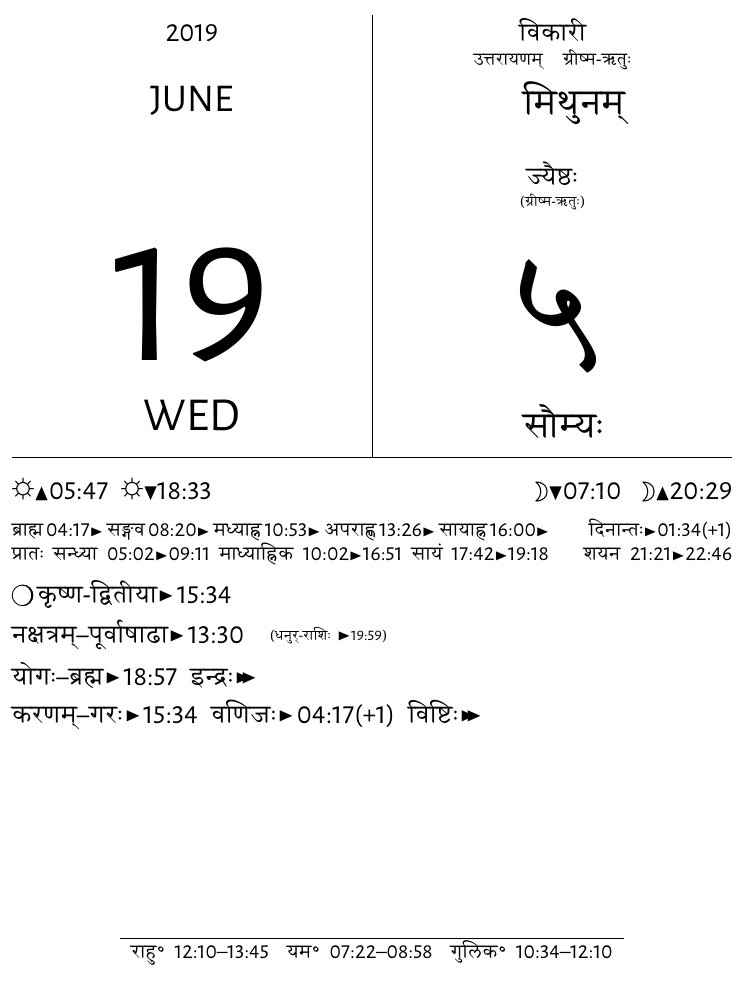 2019
JUNE
19
WED
विकारी
उत्तरायणम् ग्रीष्म-ऋतुः
मिथुनम्
ज्यैष्ठः
(ग्रीष्म-ऋतुः)
५
सौम्यः
☼▲05:47 ☼▼18:33 ☽▼07:10 ☽▲20:29
ब्राह्म 04:17► सङ्गव 08:20► मध्याह्न 10:53► अपराह्ण 13:26► सायाह्न 16:00► दिनान्तः►01:34(+1)
प्रातः सन्ध्या 05:02►09:11 माध्याह्निक 10:02►16:51 सायं 17:42►19:18 शयन 21:21►22:46
◯ कृष्ण-द्वितीया►15:34
नक्षत्रम्–पूर्वाषाढा►13:30 (धनुर्-राशिः ►19:59)
योगः–ब्रह्म►18:57 इन्द्रः►►
करणम्–गरः►15:34 वणिजः►04:17(+1) विष्टिः►►
राहु° 12:10–13:45 यम° 07:22–08:58 गुलिक° 10:34–12:10